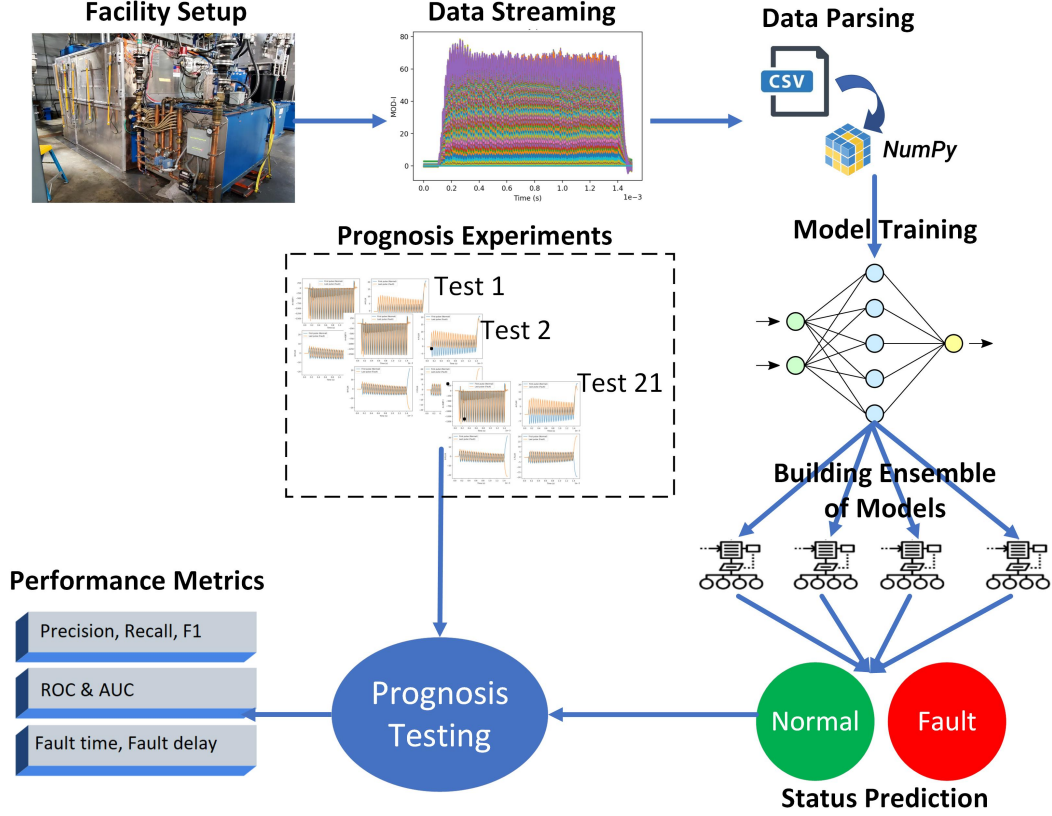 Facility Setup
Data Streaming
Data Parsing
80
60
40
20
0
MOD-I
0.0 0.2 0.4 0.6 0.8 1.0 1.2 1.4
Time (s)
1e−3
CSV
NumPy
Model Training
Prognosis Experiments
Test 1
Test 2
Test 21
Building Ensemble
of Models
Performance Metrics
Precision, Recall, F1
ROC & AUC
Fault time, Fault delay
Prognosis
Testing
Normal
Fault
Status Prediction